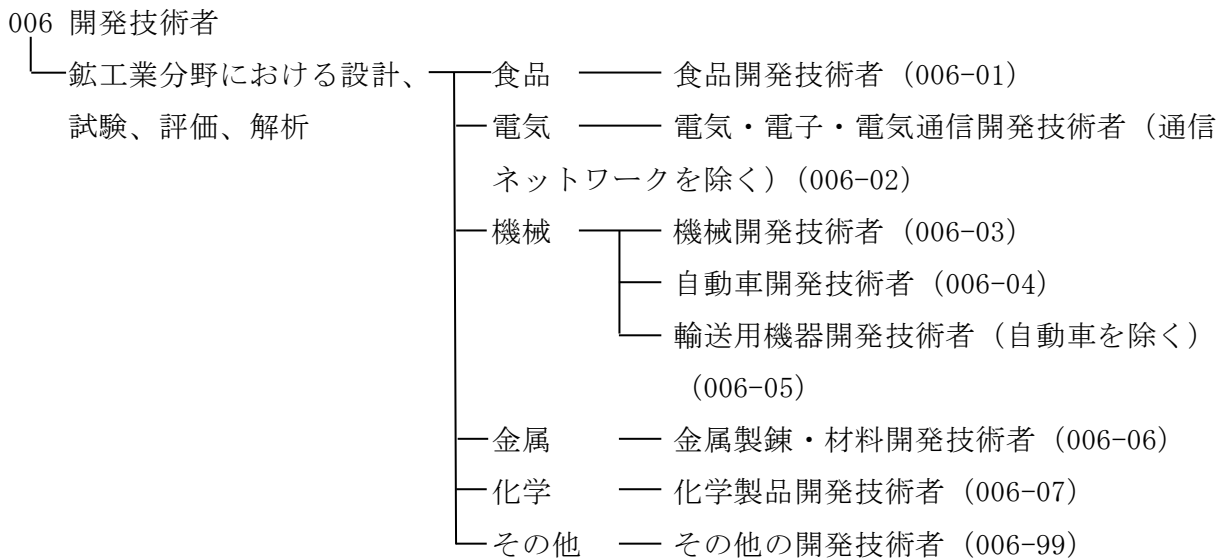 006 開発技術者
鉱工業分野における設計、
試験、評価、解析
食品 食品開発技術者 (006-01)
電気 電気・電子・電気通信開発技術者 (通信
ネットワークを除く) (006-02)
機械 機械開発技術者 (006-03)
自動車開発技術者 (006-04)
輸送用機器開発技術者 (自動車を除く)
(006-05)
金属 金属製錬・材料開発技術者 (006-06)
化学 化学製品開発技術者 (006-07)
その他 その他の開発技術者 (006-99)